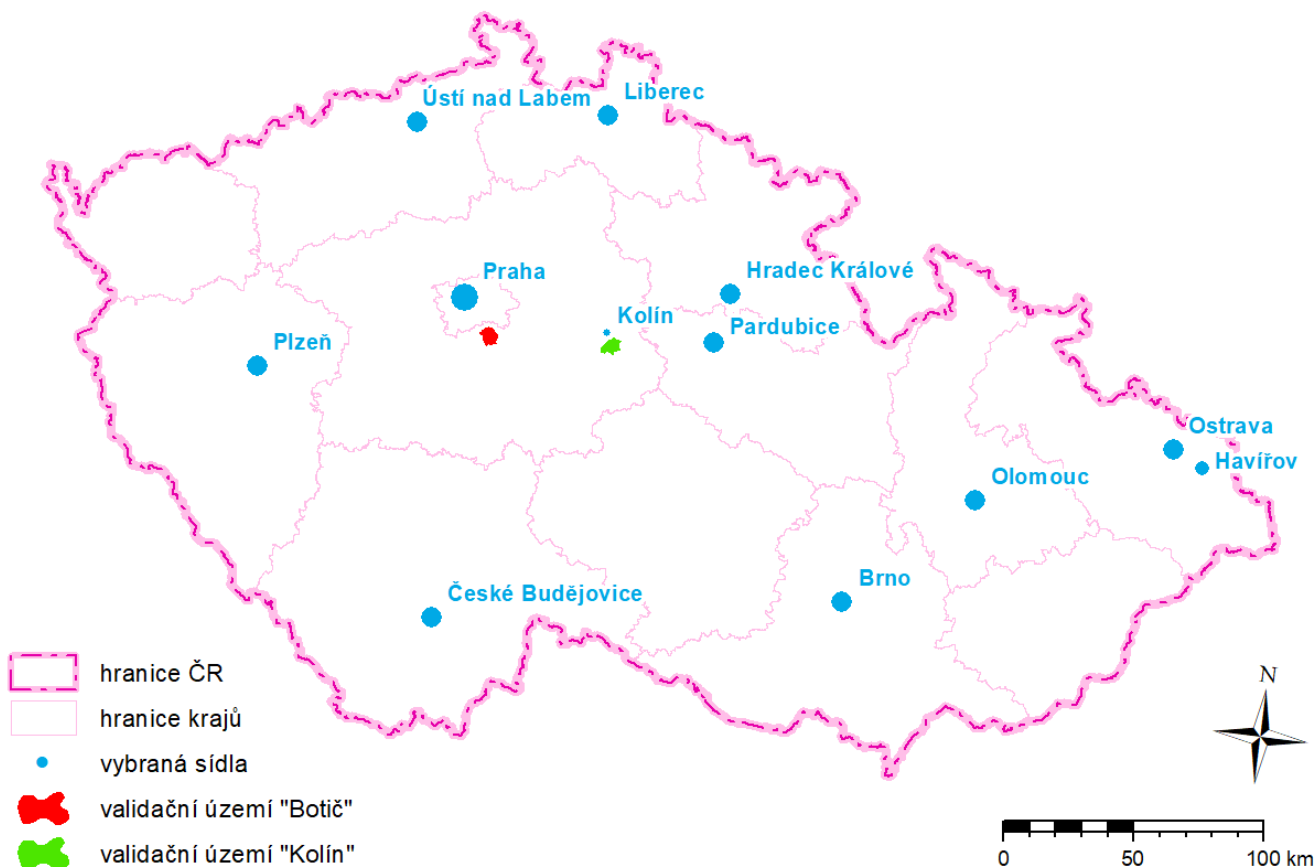 Ústí nad Labem
Liberec
Praha
Hradec Králové
Kolín
Pardubice
Plzeň
Ostrava
Havířov
Olomouc
Brno
České Budějovice
hranice ČR
hranice krajů
vybraná sídla
validační území "Botič"
validační území "Kolín"
N
0 50 100 km